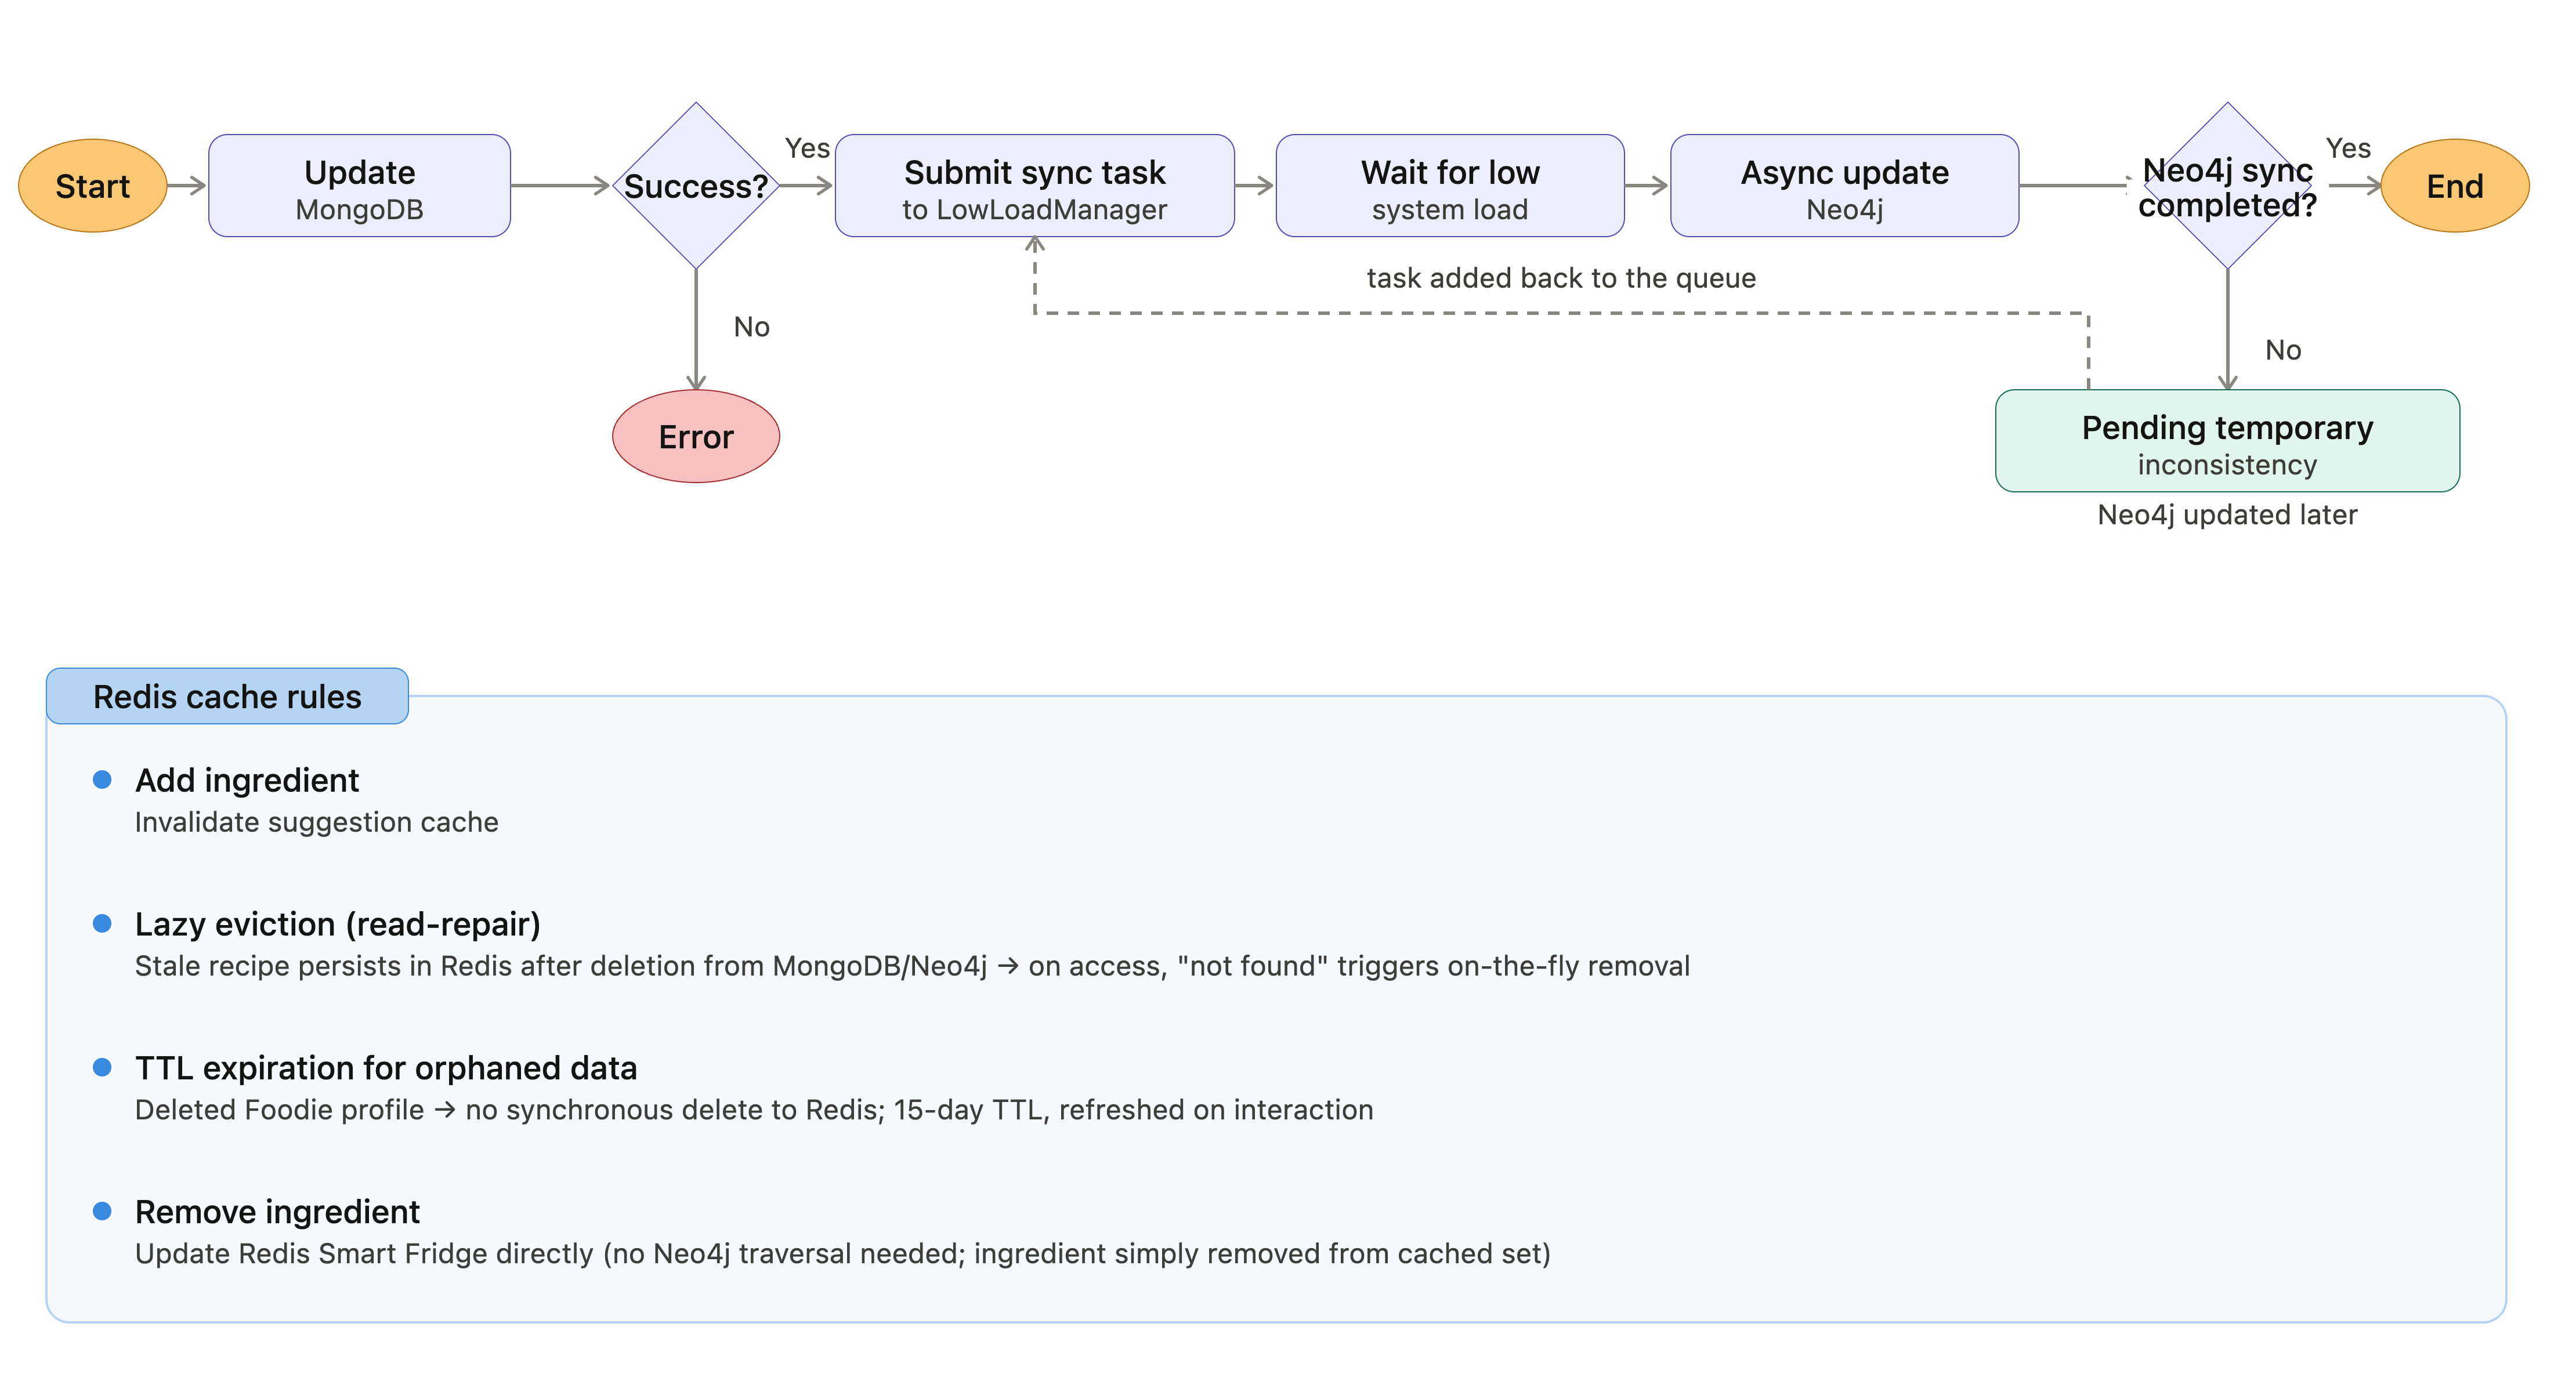 Start
Update
MongoDB
Success?
Yes
Submit sync task
to LowLoadManager
Wait for low
system load
Async update
Neo4j
Neo4j sync
completed?
Yes
End
task added back to the queue
No
No
Error
Pending temporary
inconsistency
Neo4j updated later
Redis cache rules
Add ingredient
Invalidate suggestion cache
Lazy eviction (read-repair)
Stale recipe persists in Redis after deletion from MongoDB/Neo4j → on access, "not found" triggers on-the-fly removal
TTL expiration for orphaned data
Deleted Foodie profile → no synchronous delete to Redis; 15-day TTL, refreshed on interaction
Remove ingredient
Update Redis Smart Fridge directly (no Neo4j traversal needed; ingredient simply removed from cached set)